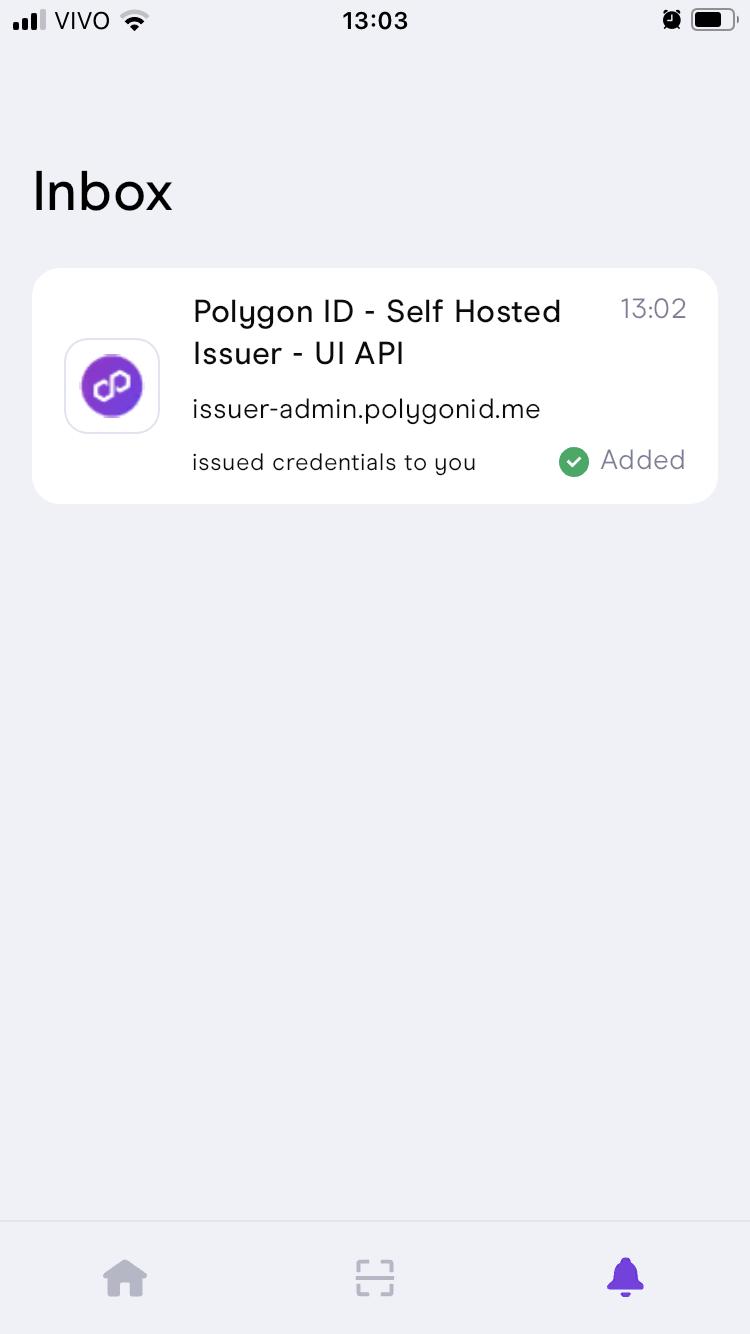 VIVO 13:03
Inbox
Polygon ID - Self Hosted 13:02
Issuer - UI API
issuer-admin.polygonid.me
issued credentials to you Added